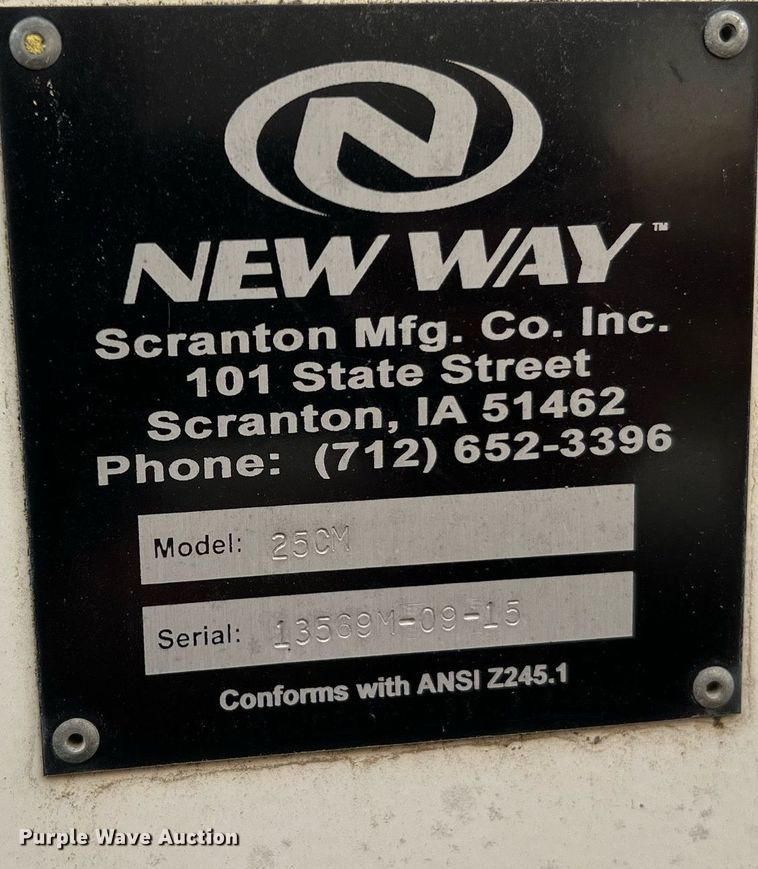 N
NEW WAY™
Scranton Mfg. Co. Inc.
101 State Street
Scranton, IA 51462
Phone: (712) 652-3396
Model: 25CM
Serial: 13569M-09-15
Conforms with ANSI Z245.1
Purple Wave Auction